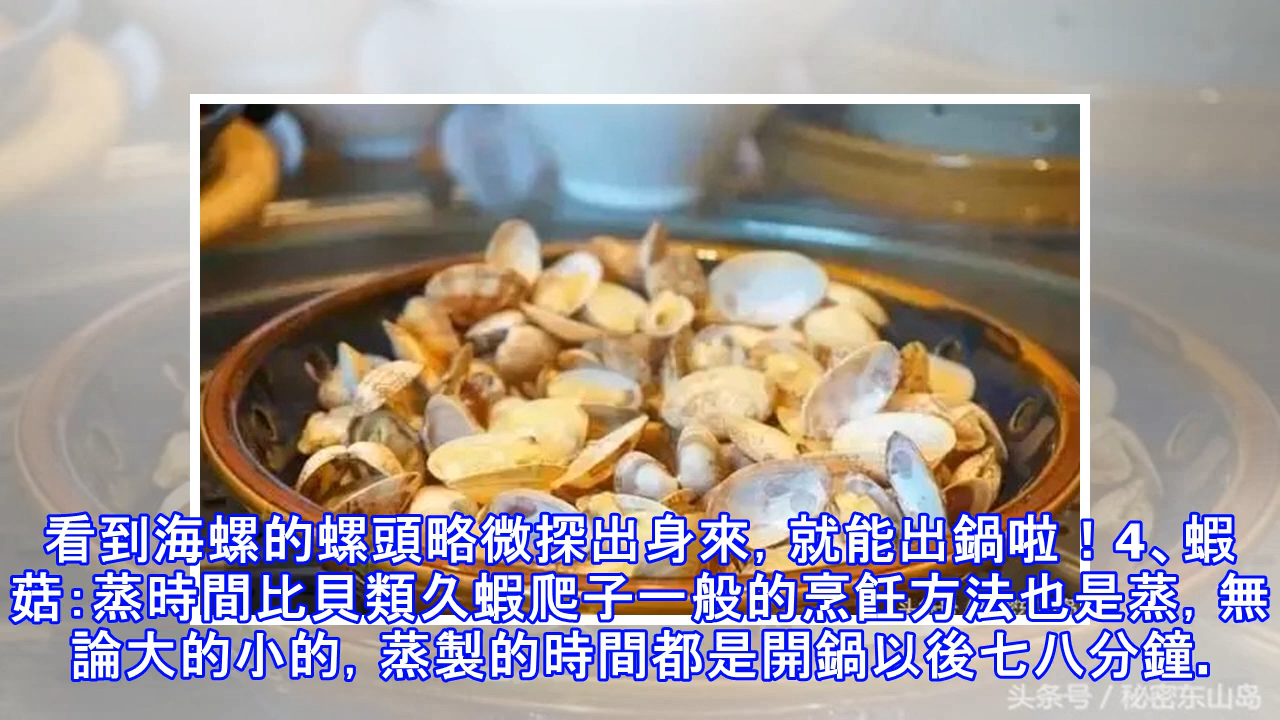 看到海螺的螺頭略微探出身來, 就能出鍋啦！4、蝦
菇:蒸時間比貝類久蝦爬子一般的烹飪方法也是蒸, 無
論大的小的, 蒸製的時間都是開鍋以後七八分鐘.
头条号 / 秘密东山岛